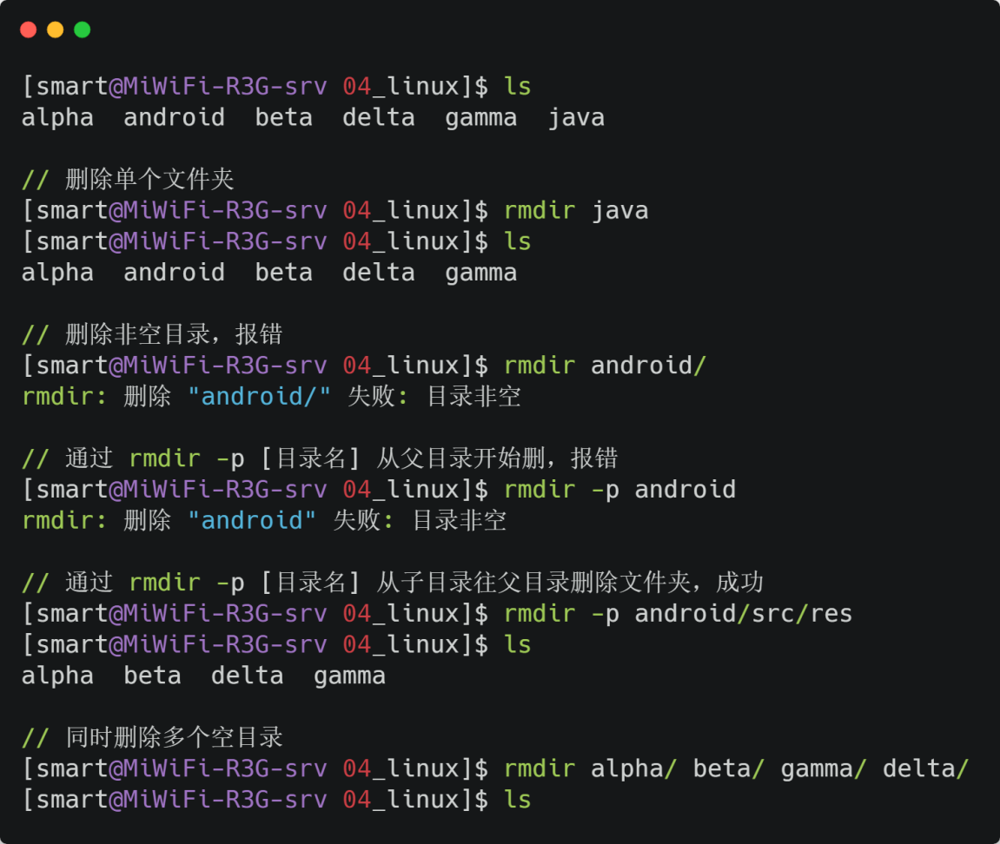 [smart@MiWiFi-R3G-srv 04_linux]$ ls
alpha  android  beta  delta  gamma  java
// 删除单个文件夹
[smart@MiWiFi-R3G-srv 04_linux]$ rmdir java
[smart@MiWiFi-R3G-srv 04_linux]$ ls
alpha  android  beta  delta  gamma
// 删除非空目录，报错
[smart@MiWiFi-R3G-srv 04_linux]$ rmdir android/
rmdir: 删除 "android/" 失败: 目录非空
// 通过 rmdir -p [目录名] 从父目录开始删，报错
[smart@MiWiFi-R3G-srv 04_linux]$ rmdir -p android
rmdir: 删除 "android" 失败: 目录非空
// 通过 rmdir -p [目录名] 从子目录往父目录删除文件夹，成功
[smart@MiWiFi-R3G-srv 04_linux]$ rmdir -p android/src/res
[smart@MiWiFi-R3G-srv 04_linux]$ ls
alpha  beta  delta  gamma
// 同时删除多个空目录
[smart@MiWiFi-R3G-srv 04_linux]$ rmdir alpha/ beta/ gamma/ delta/
[smart@MiWiFi-R3G-srv 04_linux]$ ls